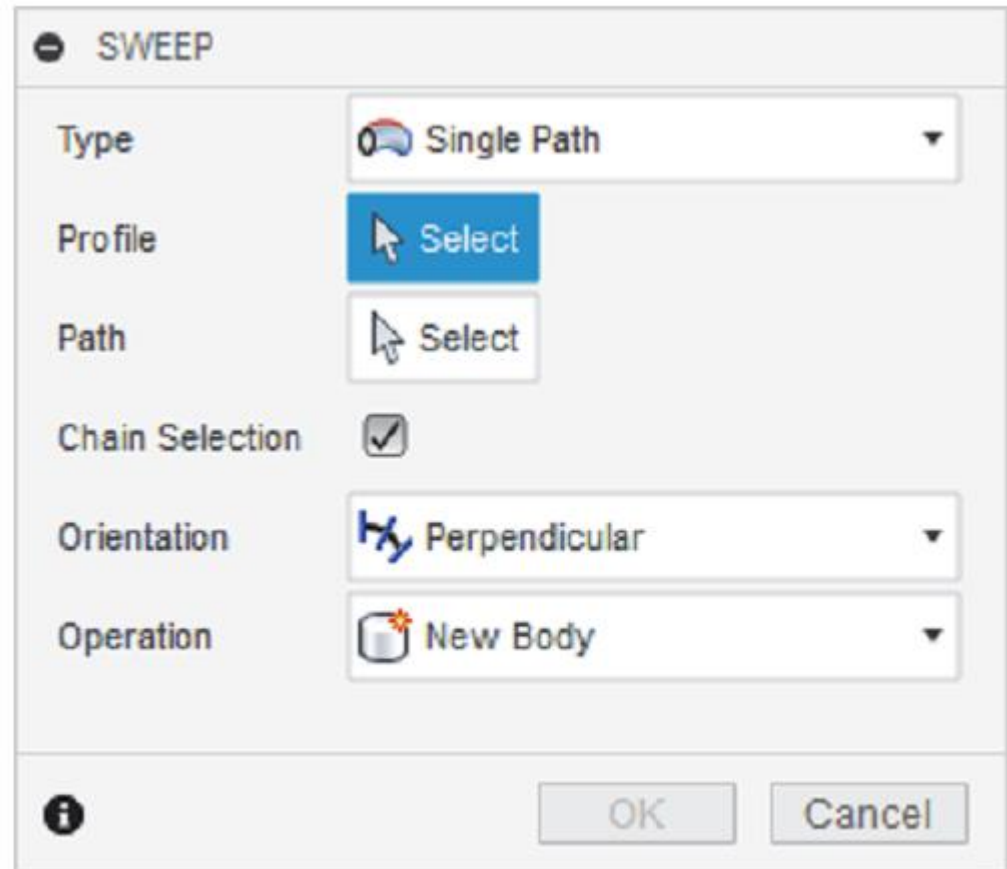 SWEEP
Type Single Path
Profile Select
Path Select
Chain Selection
Orientation Perpendicular
Operation New Body
OK Cancel